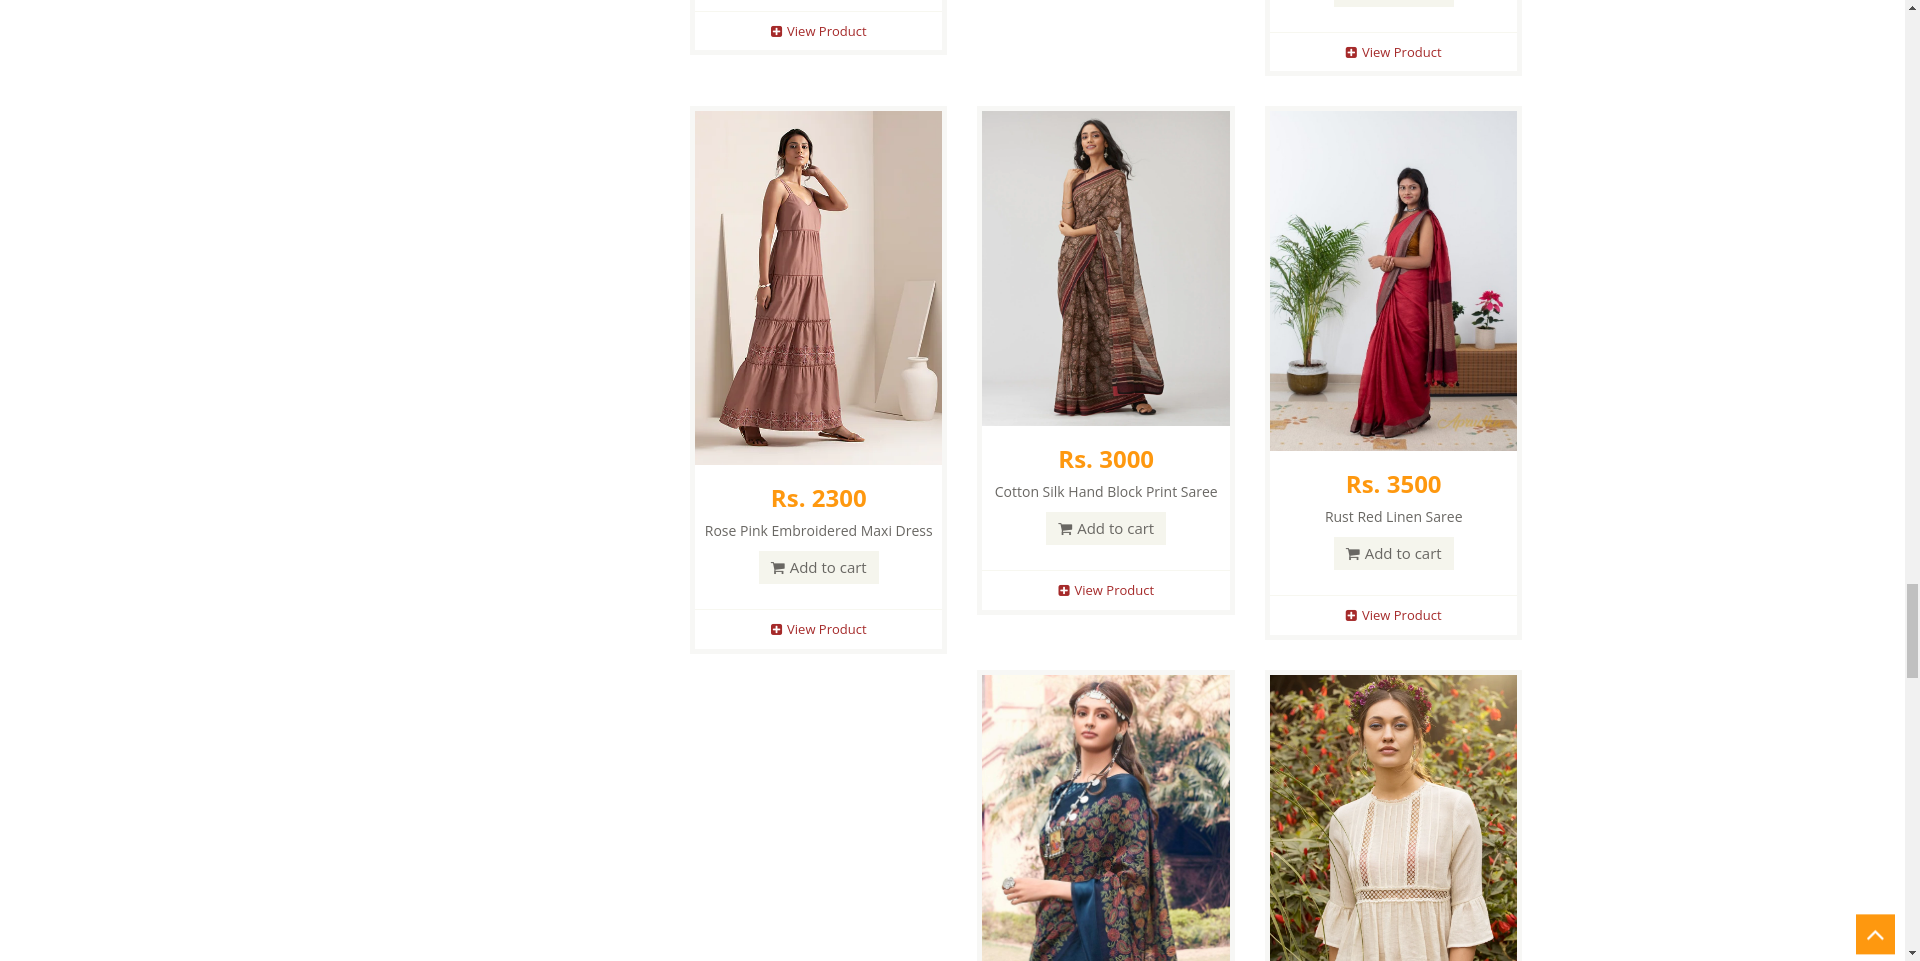 View Product
View Product
Rs. 2300
Rose Pink Embroidered Maxi Dress
Add to cart
View Product
Rs. 3000
Cotton Silk Hand Block Print Saree
Add to cart
View Product
Rs. 3500
Rust Red Linen Saree
Add to cart
View Product